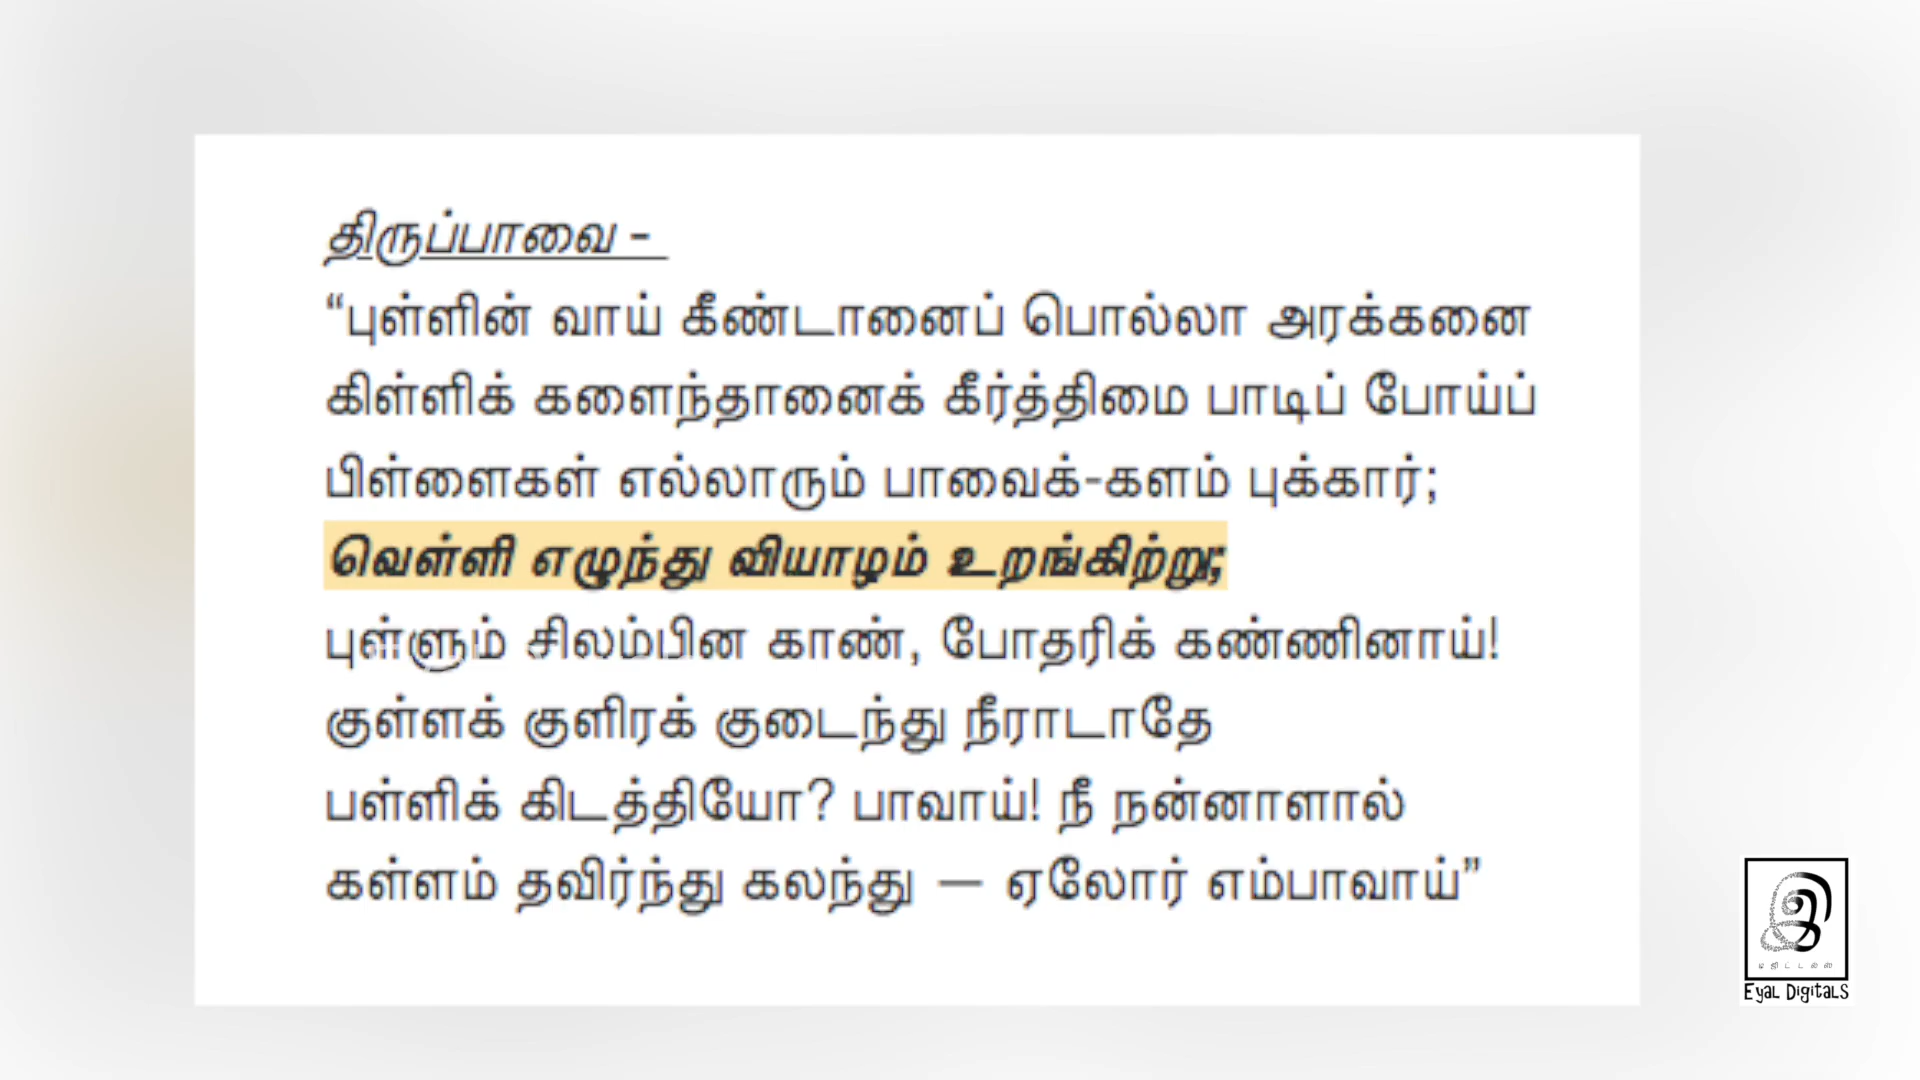 திருப்பாவை -
“புள்ளின் வாய் கீண்டானைப் பொல்லா அரக்கனை
கிள்ளிக் களைந்தானைக் கீர்த்திமை பாடிப் போய்ப்
பிள்ளைகள் எல்லாரும் பாவைக்-களம் புக்கார்;
வெள்ளி எழுந்து வியாழம் உறங்கிற்று;
புள்ளும் சிலம்பின காண், போதரிக் கண்ணினாய்!
குள்ளக் குளிரக் குடைந்து நீராடாதே
பள்ளிக் கிடத்தியோ? பாவாய்! நீ நன்னாளால்
கள்ளம் தவிர்ந்து கலந்து — ஏலோர் எம்பாவாய்”
Eyal Digitals